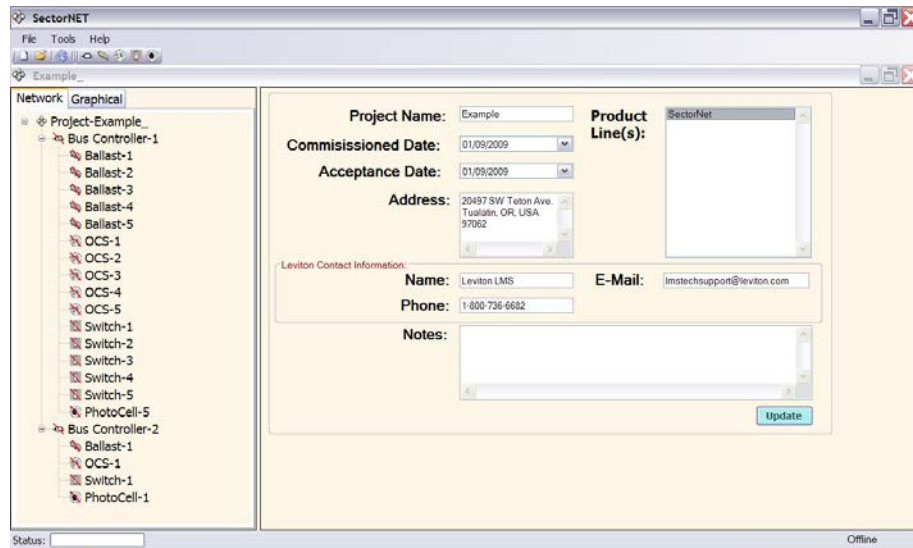 SectorNET
File Tools Help
Example_
Network Graphical
Project-Example_
Bus Controller-1
Ballast-1
Ballast-2
Ballast-3
Ballast-4
Ballast-5
OCS-1
OCS-2
OCS-3
OCS-4
OCS-5
Switch-1
Switch-2
Switch-3
Switch-4
Switch-5
PhotoCell-5
Bus Controller-2
Ballast-1
OCS-1
Switch-1
PhotoCell-1
Project Name: Example
Commisissioned Date: 01/09/2009
Acceptance Date: 01/09/2009
Address: 20497 SW Teton Ave.
Tualatin, OR, USA
97062
Product
Line(s):
SectorNet
Leviton Contact Information:
Name: Leviton LMS
E-Mail: lmstechsupport@leviton.com
Phone: 1-800-736-6682
Notes:
Update
Status:
Offline